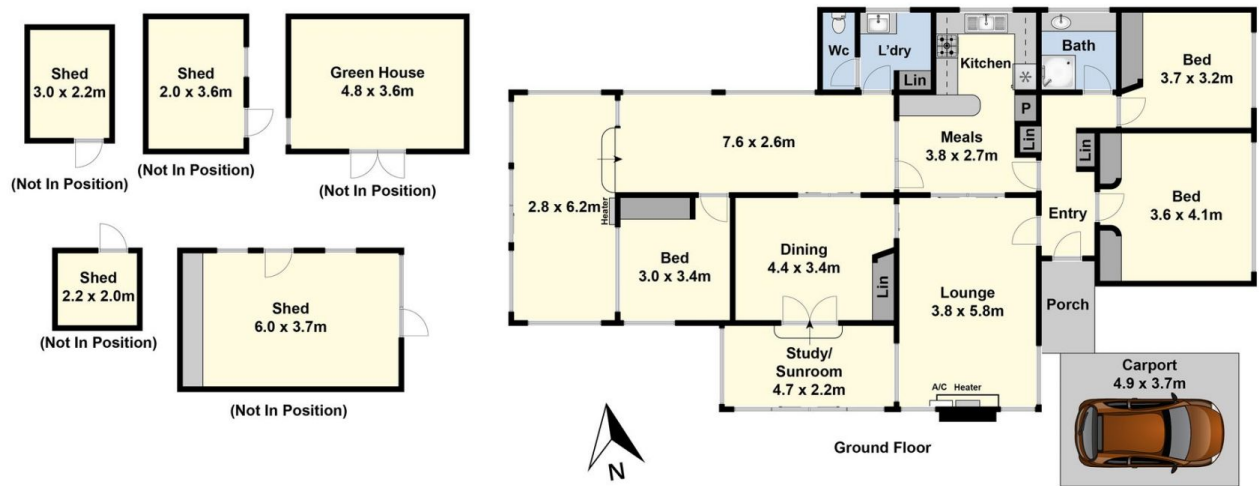 Shed
3.0 x 2.2m
(Not In Position)
Shed
2.0 x 3.6m
(Not In Position)
Green House
4.8 x 3.6m
(Not In Position)
Shed
2.2 x 2.0m
(Not In Position)
Shed
6.0 x 3.7m
(Not In Position)
Wc
L'dry
Lin
Kitchen
P
Lin
Bath
Bed
3.7 x 3.2m
7.6 x 2.6m
Meals
3.8 x 2.7m
Lin
2.8 x 6.2m
Heater
Bed
3.0 x 3.4m
Dining
4.4 x 3.4m
Lin
Lounge
3.8 x 5.8m
Entry
Bed
3.6 x 4.1m
Porch
Study/
Sunroom
4.7 x 2.2m
A/C Heater
Carport
4.9 x 3.7m
Ground Floor
N